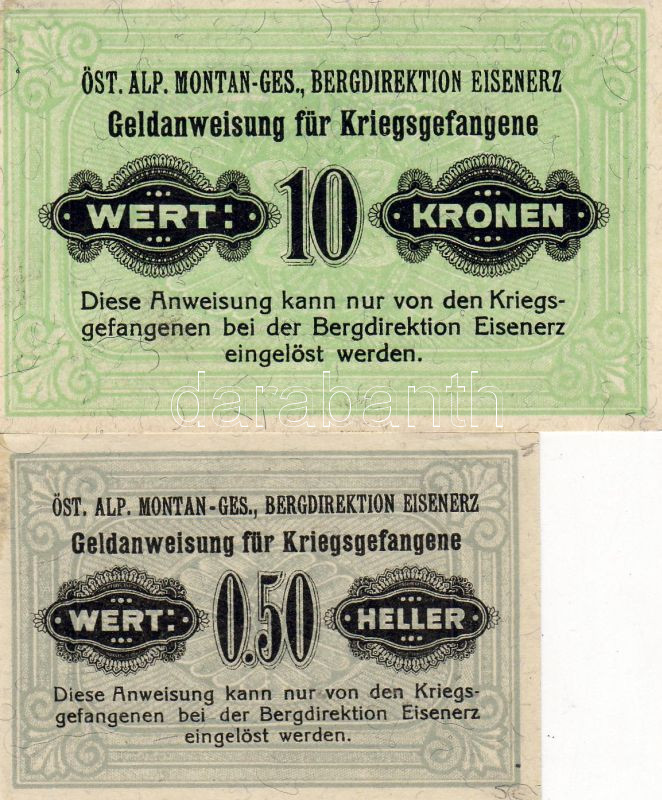 ÖST. ALP. MONTAN-GES., BERGDIREKTION EISENERZ
Geldanweisung für Kriegsgefangene
WERT: 10 KRONEN
Diese Anweisung kann nur von den Kriegs-
gefangenen bei der Bergdirektion Eisenerz
eingelöst werden.
darabanth
ÖST. ALP. MONTAN-GES., BERGDIREKTION EISENERZ
Geldanweisung für Kriegsgefangene
WERT: 0.50 HELLER
Diese Anweisung kann nur von den Kriegs-
gefangenen bei der Bergdirektion Eisenerz
eingelöst werden.